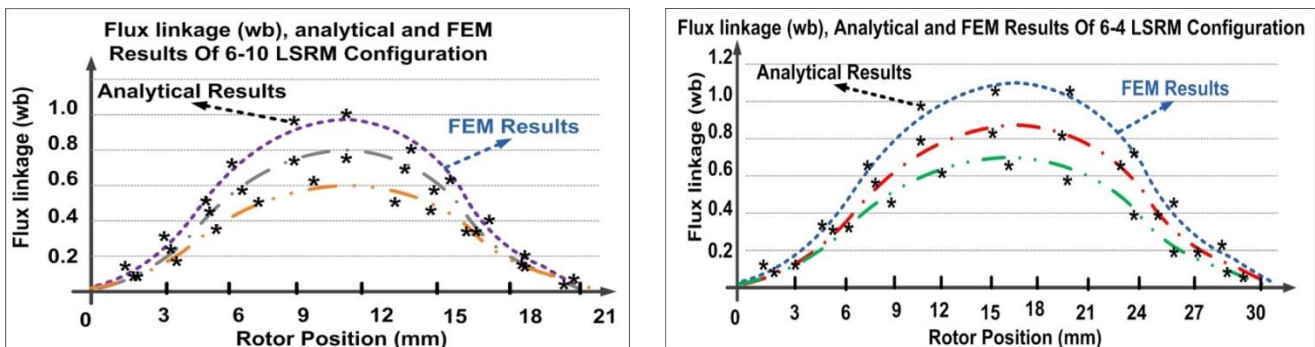 Flux linkage (wb), analytical and FEM
Results Of 6-10 LSRM Configuration
Flux linkage (wb)
1.0
0.8
0.6
0.4
0.2
Analytical Results
FEM Results
0 3 6 9 12 15 18 21
Rotor Position (mm)
Flux linkage (wb), Analytical and FEM Results Of 6-4 LSRM Configuration
Flux linkage (wb)
1.2
1.0
0.8
0.6
0.4
0.2
Analytical Results
FEM Results
0 3 6 9 12 15 18 21 24 27 30
Rotor Position (mm)